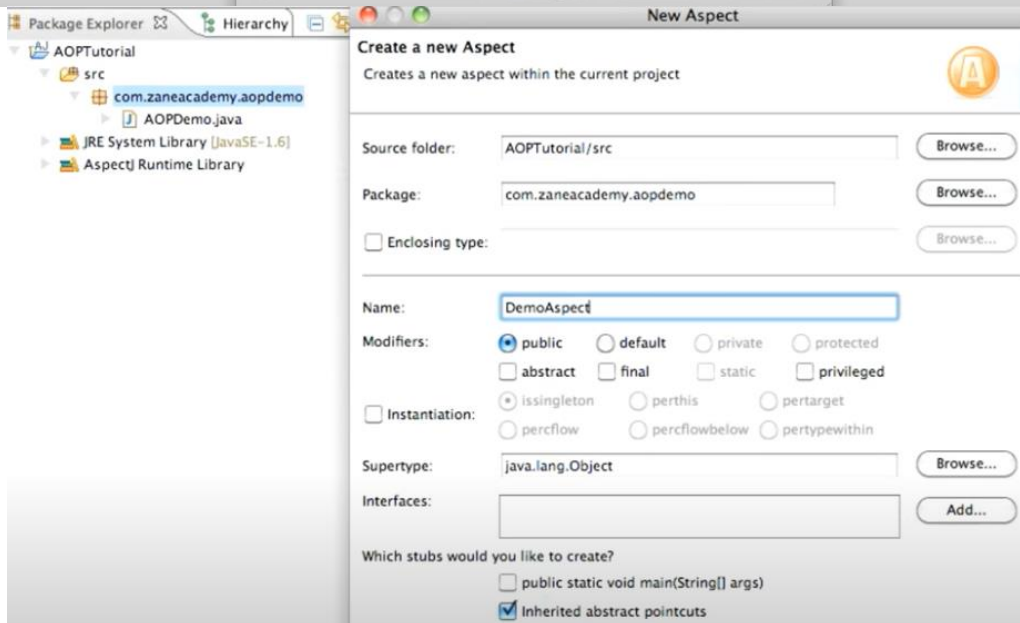 Package Explorer
Hierarchy
AOPTutorial
src
com.zaneacademy.aopdemo
AOPDemo.java
JRE System Library [JavaSE-1.6]
AspectJ Runtime Library
New Aspect
Create a new Aspect
Creates a new aspect within the current project
A
Source folder: AOPTutorial/src Browse...
Package: com.zaneacademy.aopdemo Browse...
Enclosing type: Browse...
Name: DemoAspect
Modifiers: public default private protected
abstract final static privileged
Instantiation: issingleton perthis pertarget
percflow percflowbelow pertypewithin
Supertype: java.lang.Object Browse...
Interfaces: Add...
Which stubs would you like to create?
public static void main(String[] args)
Inherited abstract pointcuts